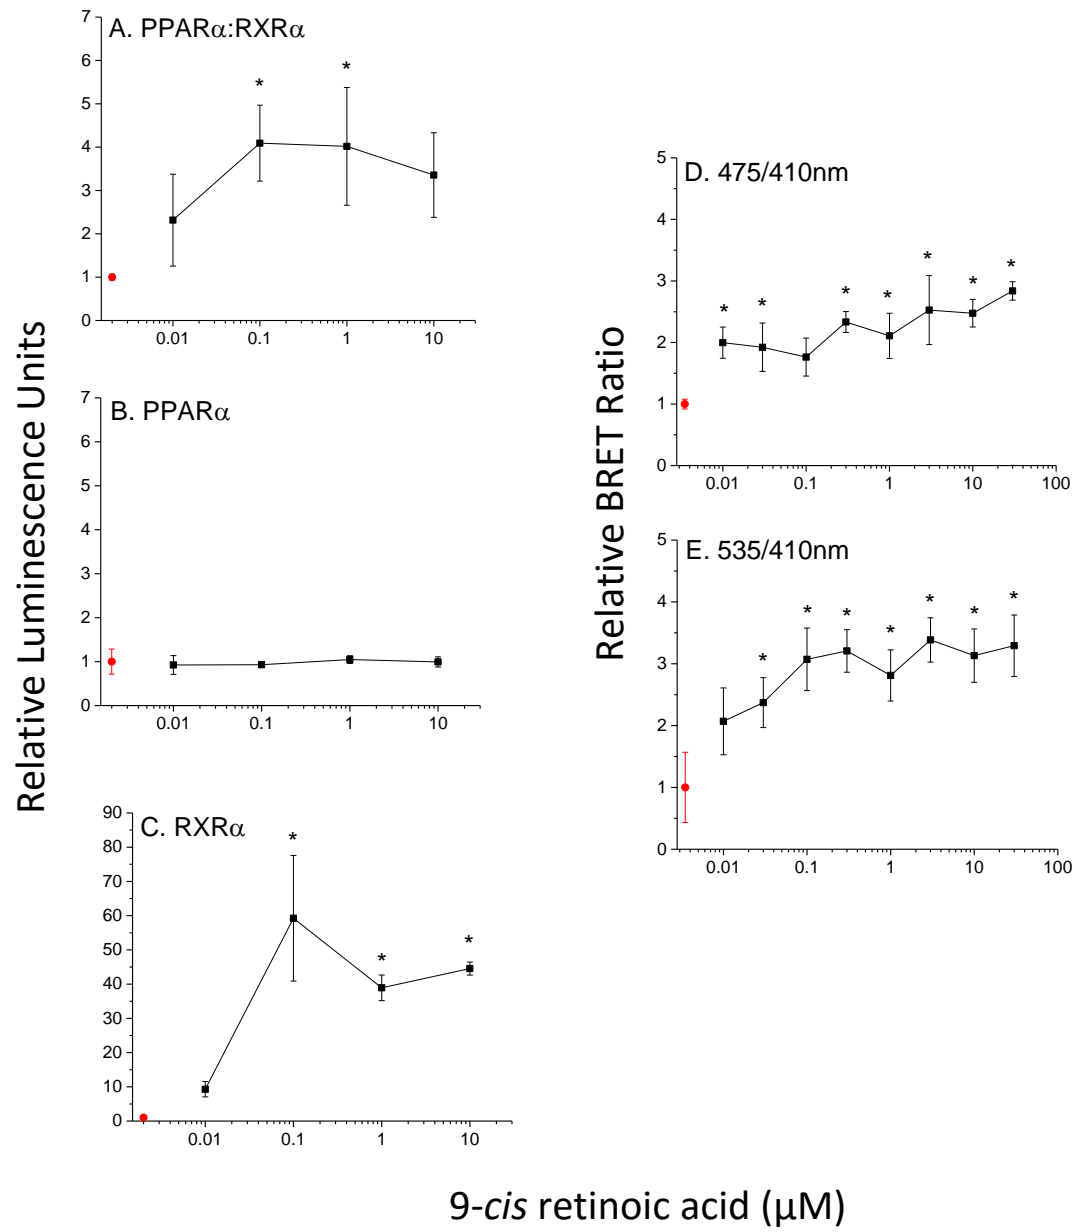 Relative Luminescence Units
A. PPARα:RXRα
7
6
5
4
3
2
1
0
* *
0.01 0.1 1 10
B. PPARα
7
6
5
4
3
2
1
0
0.01 0.1 1 10
C. RXRα
90
80
70
60
50
40
30
20
10
0
* * *
0.01 0.1 1 10
Relative BRET Ratio
D. 475/410nm
5
4
3
2
1
0
* * * * * * *
0.01 0.1 1 10 100
E. 535/410nm
5
4
3
2
1
0
* * * * * * *
0.01 0.1 1 10 100
9-cis retinoic acid (μM)